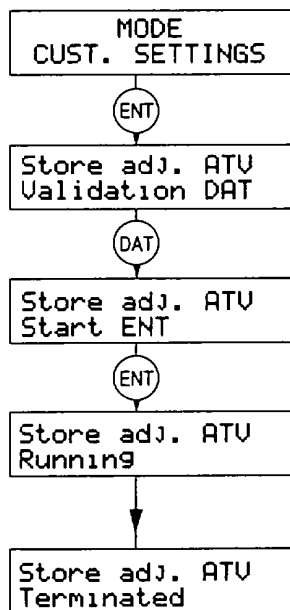 MODE
CUST. SETTINGS
ENT
Store adj. ATV
Validation DAT
DAT
Store adj. ATV
Start ENT
ENT
Store adj. ATV
Running
Store adj. ATV
Terminated